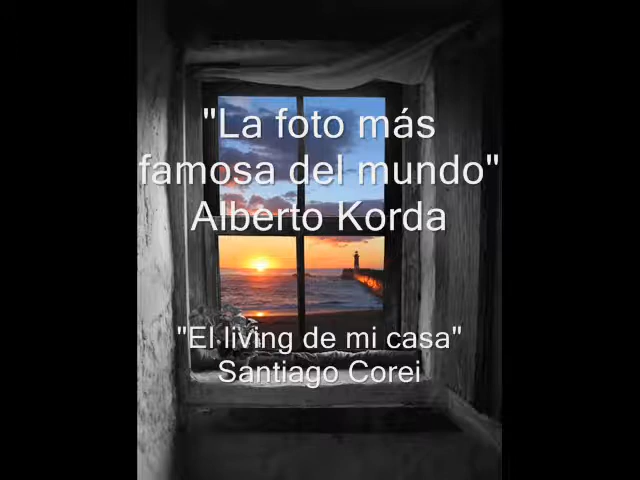 "La foto más
famosa del mundo"
Alberto Korda
"El living de mi casa"
Santiago Corei